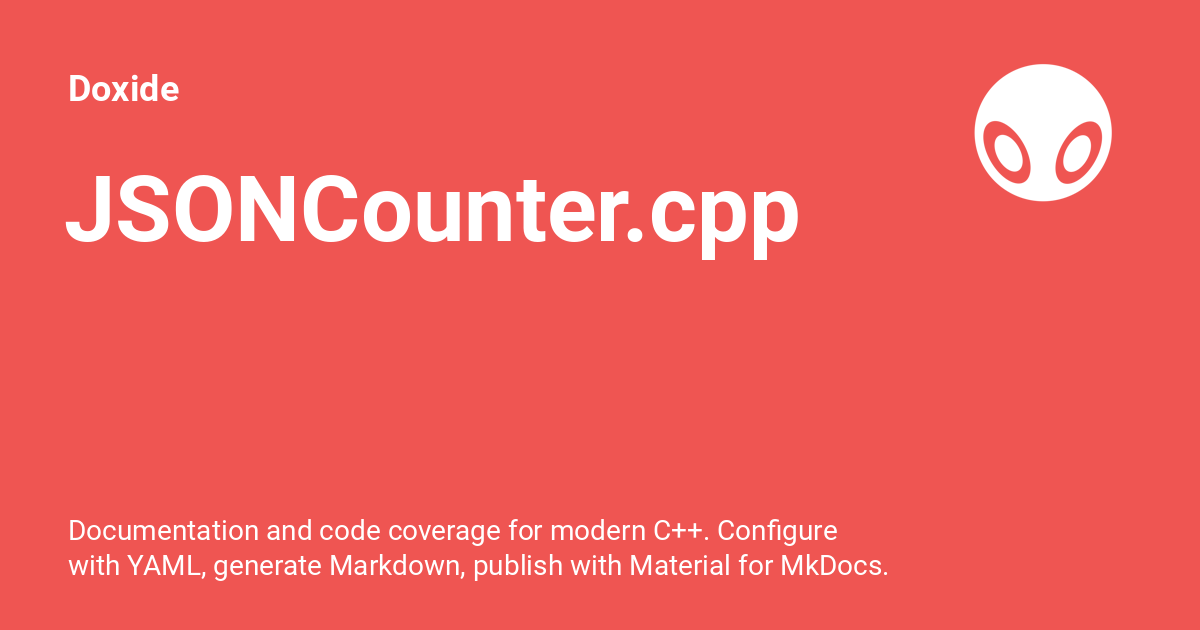 Doxide
JSONCounter.cpp
Documentation and code coverage for modern C++. Configure
with YAML, generate Markdown, publish with Material for MkDocs.